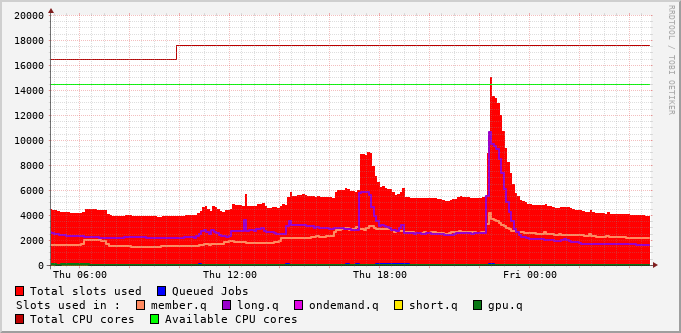 RRDTOOL / TOBI OETIKER
20000
18000
16000
14000
12000
10000
8000
6000
4000
2000
0
Thu 06:00 Thu 12:00 Thu 18:00 Fri 00:00
Total slots used Queued Jobs
Slots used in : member.q long.q ondemand.q short.q gpu.q
Total CPU cores Available CPU cores